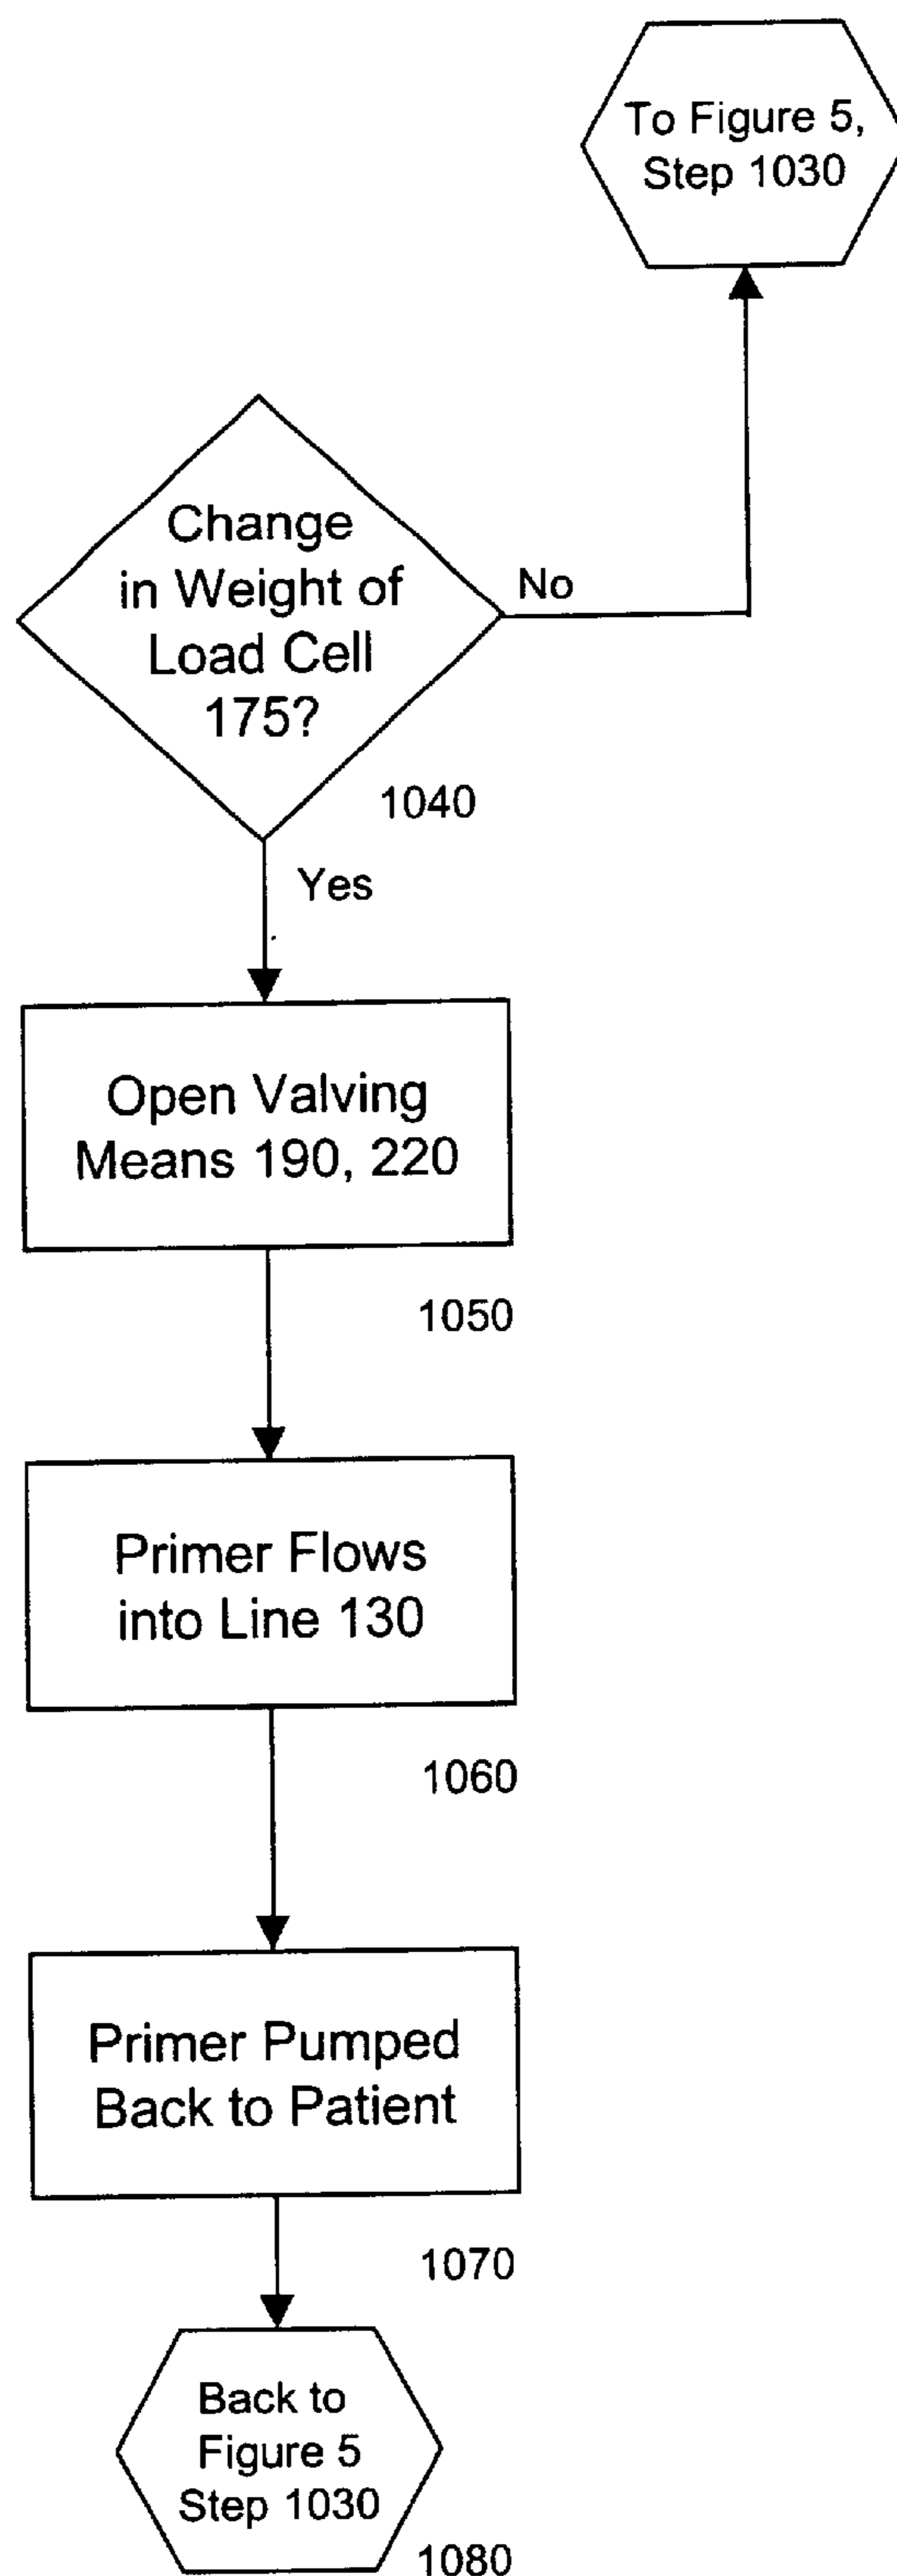 To Figure 5,
Step 1030
Change
in Weight of
Load Cell
175?
No
1040
Yes
Open Valving
Means 190, 220
1050
Primer Flows
into Line 130
1060
Primer Pumped
Back to Patient
1070
Back to
Figure 5
Step 1030
1080